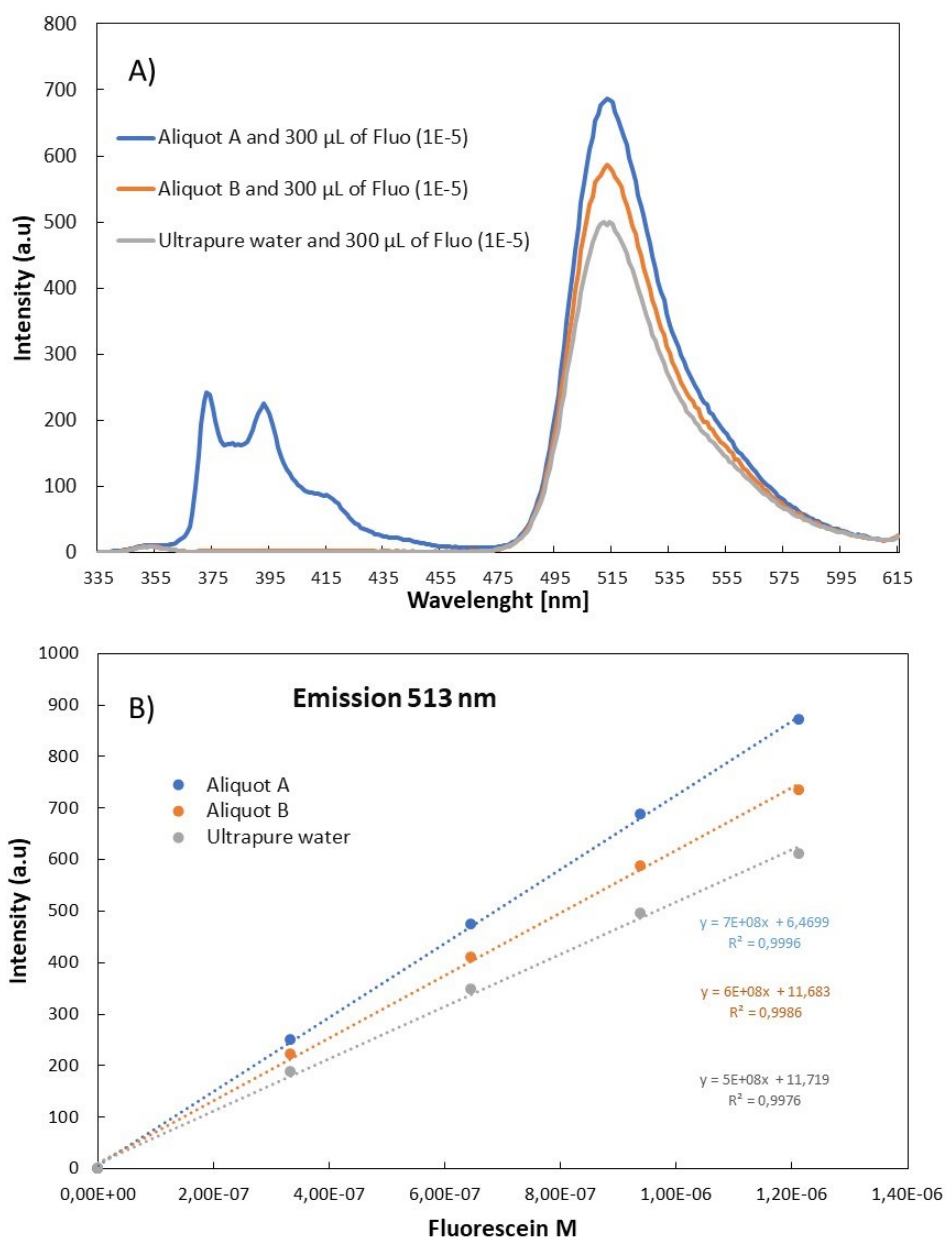 800
A)
700
Aliquot A and 300 µL of Fluo (1E-5)
600
Aliquot B and 300 µL of Fluo (1E-5)
500
Ultrapure water and 300 µL of Fluo (1E-5)
400
300
200
100
0
Intensity (a.u)
335 355 375 395 415 435 455 475 495 515 535 555 575 595 615
Wavelenght [nm]
1000
B)
Emission 513 nm
900
800
Aliquot A
Aliquot B
700
Ultrapure water
600
500
y = 7E+08x + 6,4699
R² = 0,9996
400
y = 6E+08x + 11,683
R² = 0,9986
300
200
y = 5E+08x + 11,719
R² = 0,9976
100
0
Intensity (a.u)
0,00E+00 2,00E-07 4,00E-07 6,00E-07 8,00E-07 1,00E-06 1,20E-06 1,40E-06
Fluorescein M